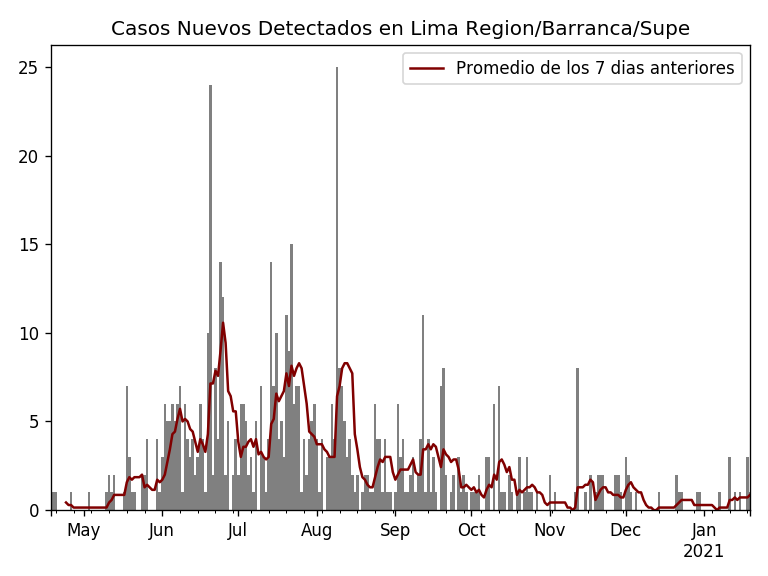 Casos Nuevos Detectados en Lima Region/Barranca/Supe
Promedio de los 7 dias anteriores
25
20
15
10
5
0
May Jun Jul Aug Sep Oct Nov Dec Jan
2021